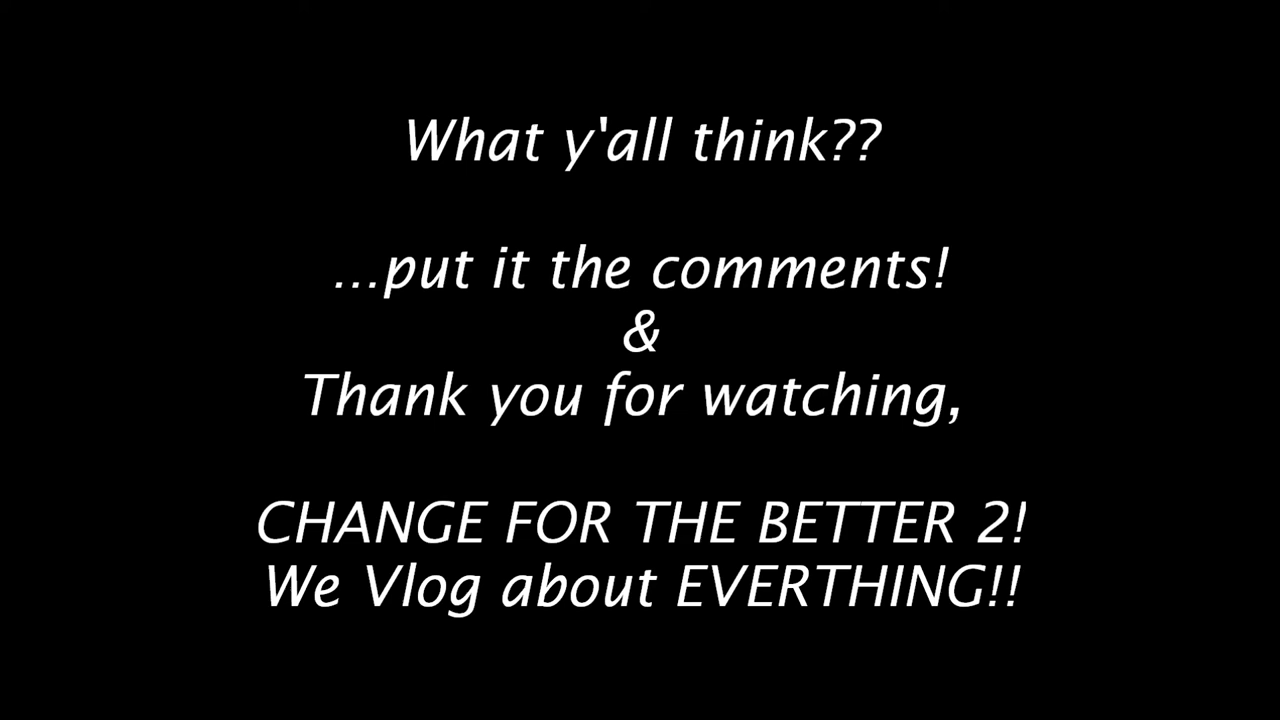 What y'all think??
...put it the comments!
&
Thank you for watching,
CHANGE FOR THE BETTER 2!
We Vlog about EVERTHING!!